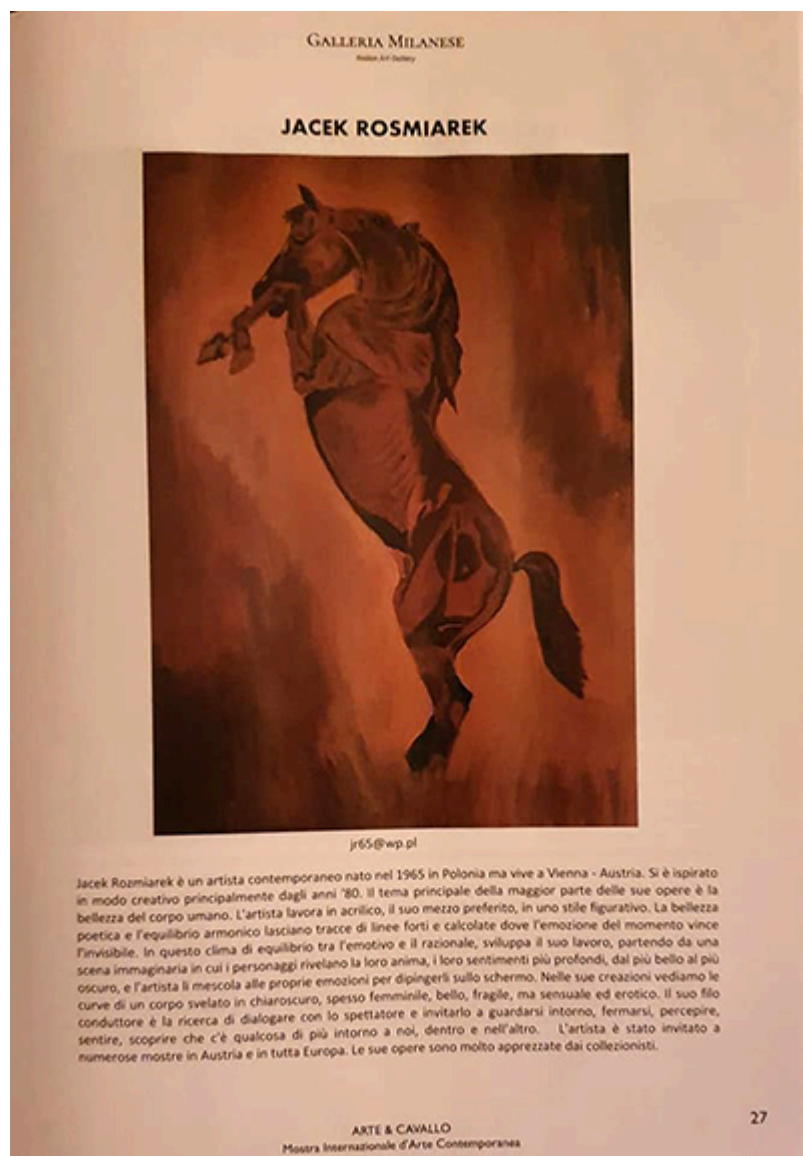 GALLERIA MILANESE
Italian Art Gallery
JACEK ROSMIAREK
jr65@wp.pl
Jacek Rozmiarek è un artista contemporaneo nato nel 1965 in Polonia ma vive a Vienna - Austria. Si è ispirato
in modo creativo principalmente dagli anni '80. Il tema principale della maggior parte delle sue opere è la
bellezza del corpo umano. L'artista lavora in acrilico, il suo mezzo preferito, in uno stile figurativo. La bellezza
poetica e l'equilibrio armonico lasciano tracce di linee forti e calcolate dove l'emozione del momento vince
l'invisibile. In questo clima di equilibrio tra l'emotivo e il razionale, sviluppa il suo lavoro, partendo da una
scena immaginaria in cui i personaggi rivelano la loro anima, i loro sentimenti più profondi, dal più bello al più
oscuro, e l'artista li mescola alle proprie emozioni per dipingerli sullo schermo. Nelle sue creazioni vediamo le
curve di un corpo svelato in chiaroscuro, spesso femminile, bello, fragile, ma sensuale ed erotico. Il suo filo
conduttore è la ricerca di dialogare con lo spettatore e invitarlo a guardarsi intorno, fermarsi, percepire,
sentire, scoprire che c'è qualcosa di più intorno a noi, dentro e nell'altro. L'artista è stato invitato a
numerose mostre in Austria e in tutta Europa. Le sue opere sono molto apprezzate dai collezionisti.
27
ARTE & CAVALLO
Mostra Internazionale d'Arte Contemporanea